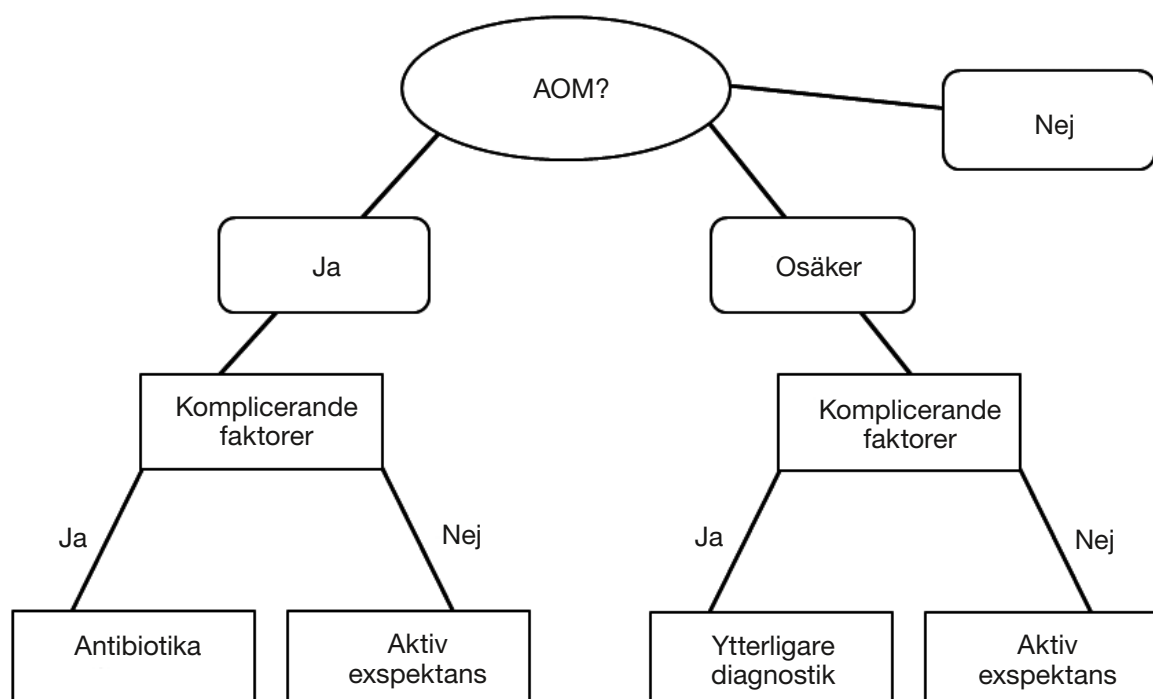 AOM?
Nej
Ja
Osäker
Komplicerande
faktorer
Komplicerande
faktorer
Ja
Nej
Ja
Nej
Antibiotika
Aktiv
exspektans
Ytterligare
diagnostik
Aktiv
exspektans